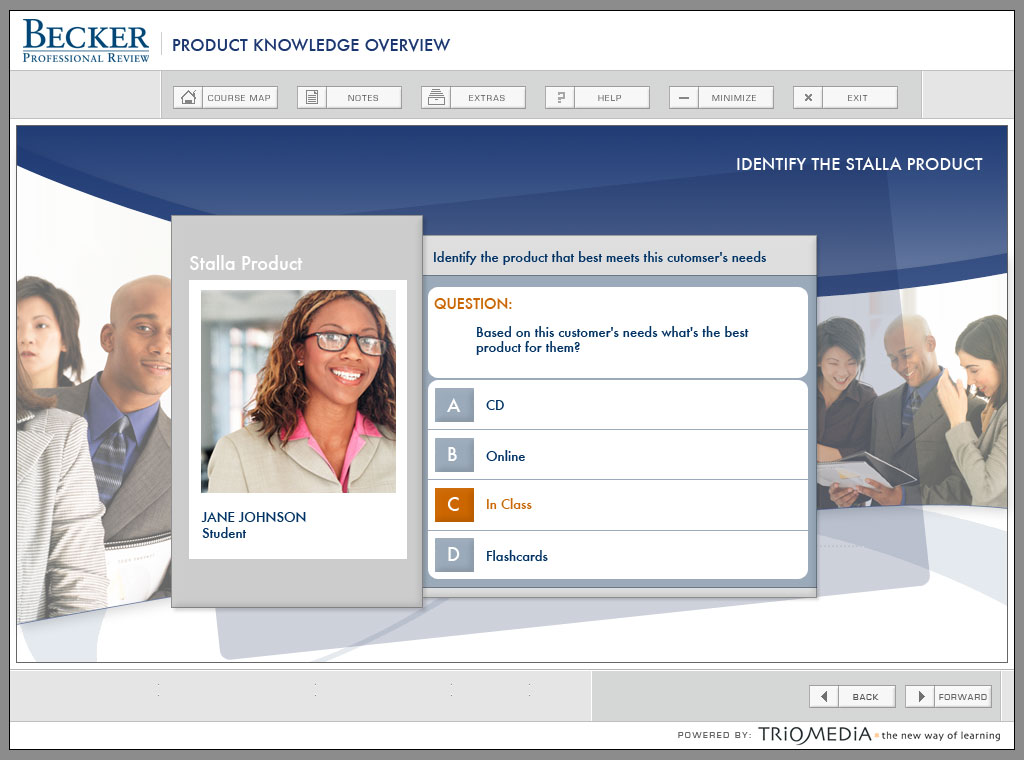 BECKER
PROFESSIONAL REVIEW
PRODUCT KNOWLEDGE OVERVIEW
COURSE MAP
NOTES
EXTRAS
HELP
MINIMIZE
EXIT
IDENTIFY THE STALLA PRODUCT
Stalla Product
JANE JOHNSON
Student
Identify the product that best meets this cutomser's needs
QUESTION:
Based on this customer's needs what's the best
product for them?
A CD
B Online
C In Class
D Flashcards
BACK
FORWARD
POWERED BY: TRIOMEDIA the new way of learning